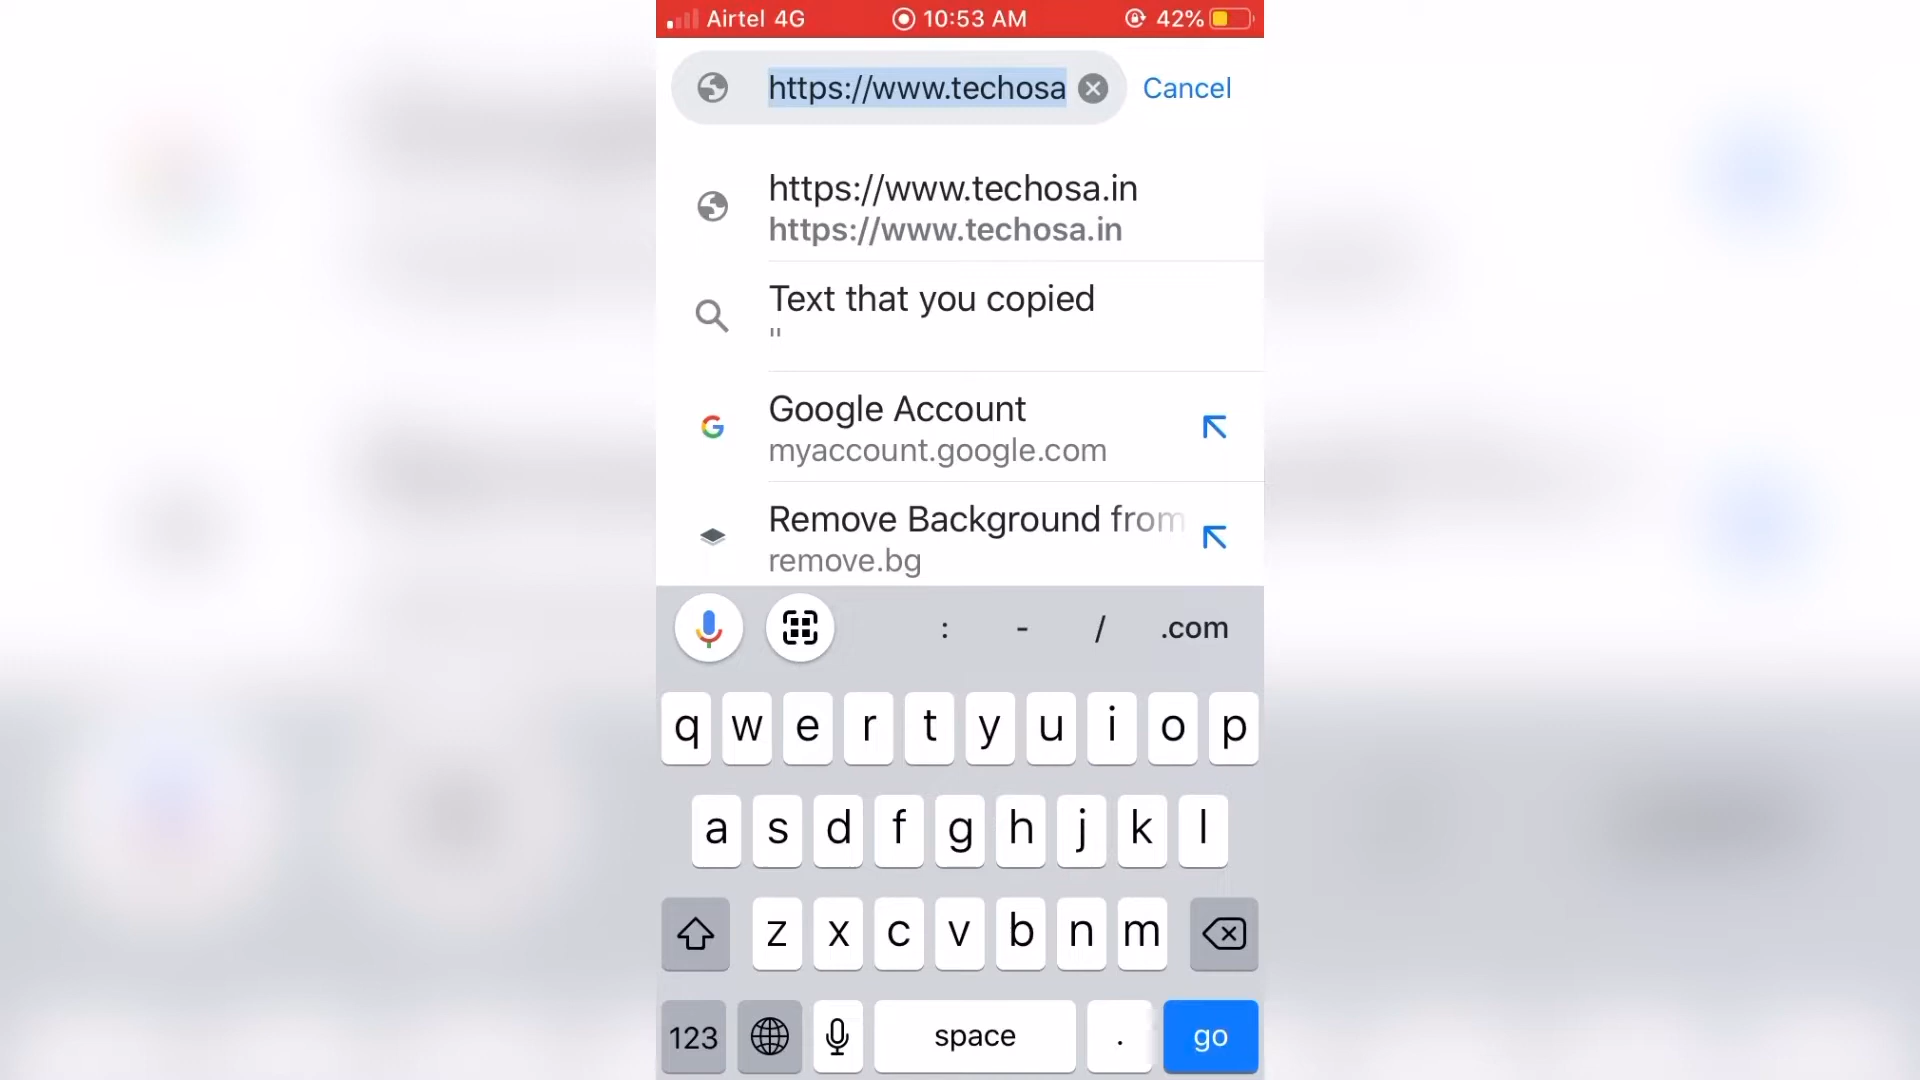 Airtel 4G 10:53 AM 42%
https://www.techosa Cancel
https://www.techosa.in
https://www.techosa.in
Text that you copied
"
Google Account
myaccount.google.com
Remove Background from
remove.bg
: - / .com
q w e r t y u i o p
a s d f g h j k l
z x c v b n m
123 space . go